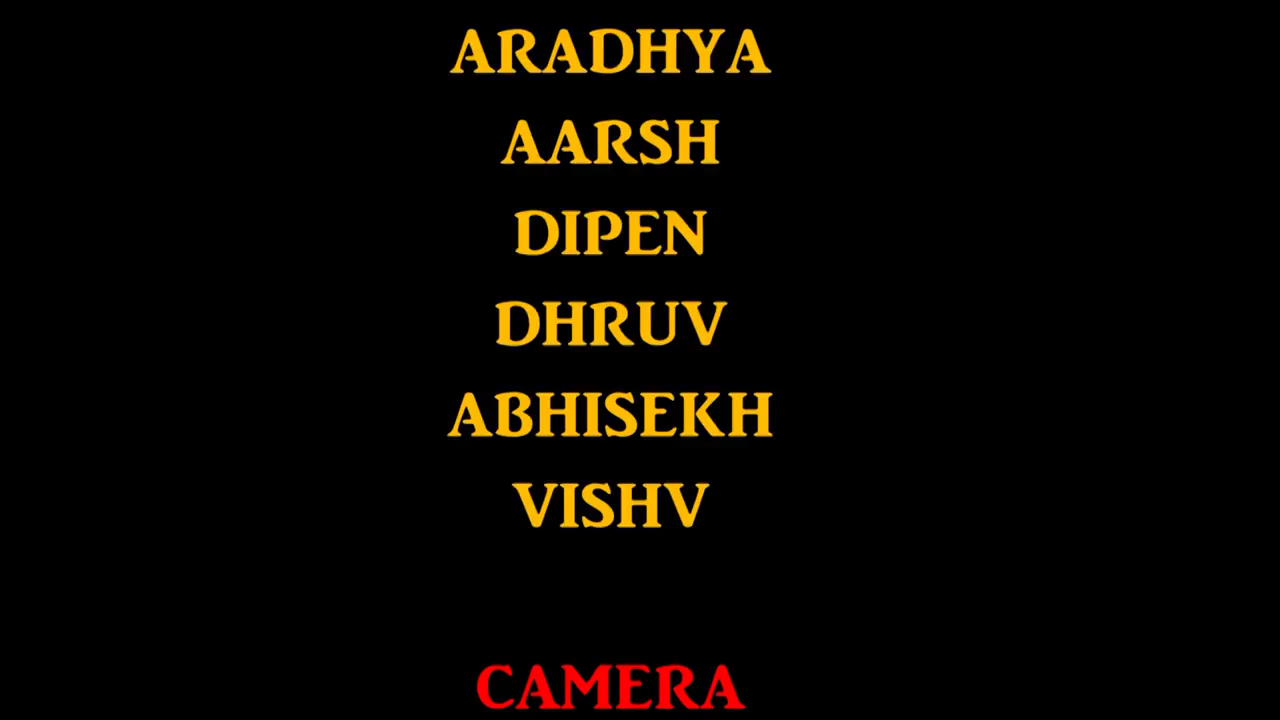 ARADHYA
AARSH
DIPEN
DHRUV
ABHISEKH
VISHV
CAMERA